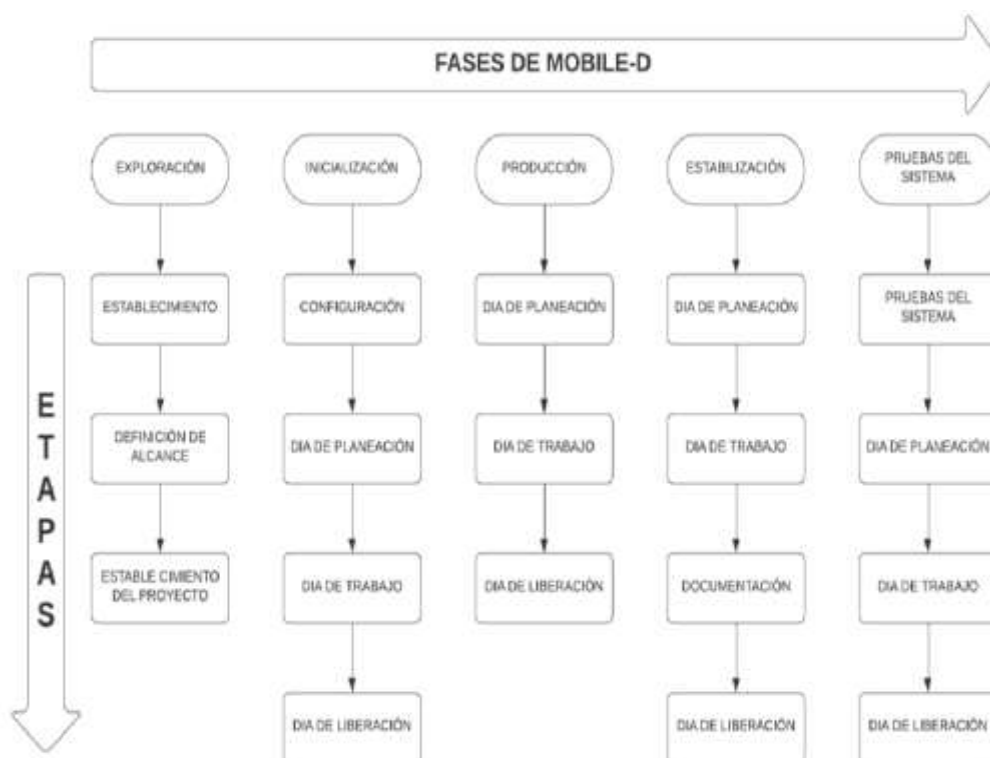 FASES DE MOBILE-D
EXPLORACIÓN
INICIALIZACIÓN
PRODUCCIÓN
ESTABILIZACIÓN
PRUEBAS DEL
SISTEMA
ETAPAS
ESTABLECIMIENTO
CONFIGURACIÓN
DIA DE PLANEACIÓN
DIA DE PLANEACIÓN
PRUEBAS DEL
SISTEMA
DEFINICIÓN DE
ALCANCE
DIA DE PLANEACIÓN
DIA DE TRABAJO
DIA DE TRABAJO
DIA DE PLANEACIÓN
ESTABLE CIMIENTO
DEL PROYECTO
DIA DE TRABAJO
DIA DE LIBERACIÓN
DOCUMENTACIÓN
DIA DE TRABAJO
DIA DE LIBERACIÓN
DIA DE LIBERACIÓN
DIA DE LIBERACIÓN